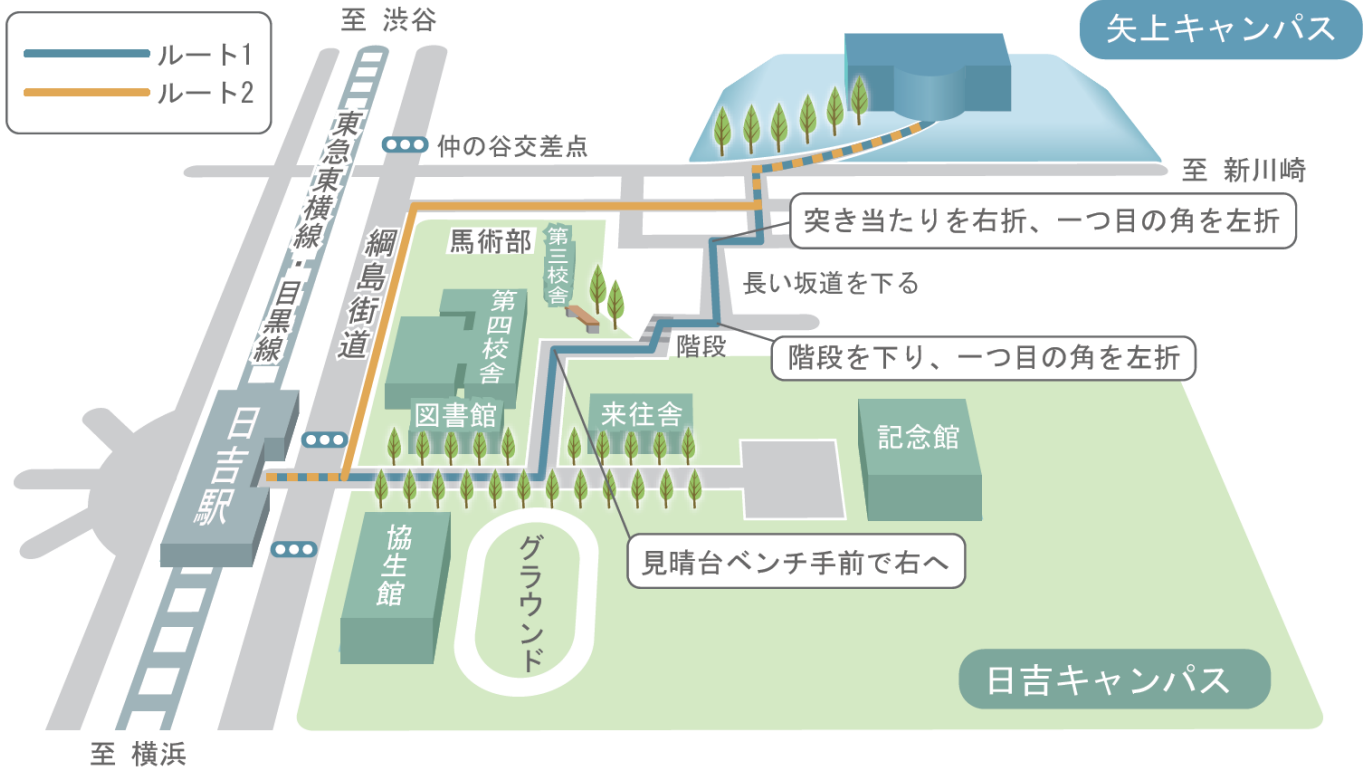 至 渋谷
矢上キャンパス
ルート1
ルート2
東急東横線・目黒線
仲の谷交差点
至 新川崎
突き当たりを右折、一つ目の角を左折
綱島街道
馬術部
第三校舎
長い坂道を下る
第四校舎
階段
階段を下り、一つ目の角を左折
日吉駅
図書館
来往舎
記念館
協生館
グラウンド
見晴台ベンチ手前で右へ
日吉キャンパス
至 横浜